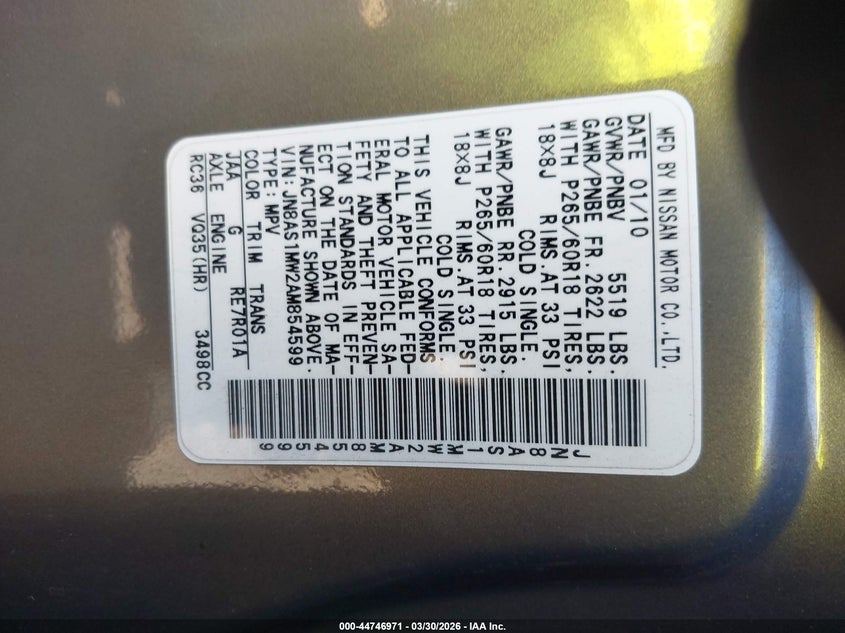 MFD BY NISSAN MOTOR CO.,LTD.
DATE 01/10
GVWR/PNBV 5519 LBS.
GAWR/PNBE FR.2622 LBS.
WITH P265/60R18 TIRES,
18×8J RIMS.AT 33 PSI
COLD SINGLE.
GAWR/PNBE RR.2915 LBS.
WITH P265/60R18 TIRES,
18×8J RIMS.AT 33 PSI
COLD SINGLE.
THIS VEHICLE CONFORMS
TO ALL APPLICABLE FED-
ERAL MOTOR VEHICLE SA-
FETY AND THEFT PREVEN-
TION STANDARDS IN EFF-
ECT ON THE DATE OF MA-
NUFACTURE SHOWN ABOVE.
VIN:JN8AS1MW2AM854599
TYPE:MPV
COLOR TRIM TRANS
JAA G RE7R01A
AXLE ENGINE
RC36 VQ35(HR) 3498CC
JN8AS1MW2AM854599
000-44746971 | 03/30/2026 - IAA Inc.